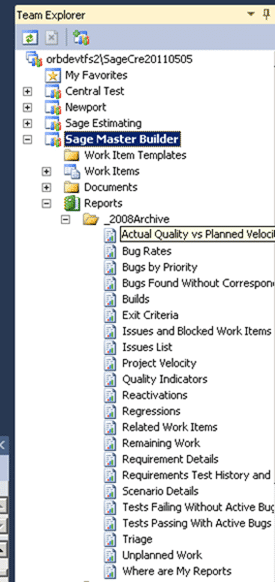 Team Explorer
orbdevtfs2\SageCre20110505
My Favorites
Central Test
Newport
Sage Estimating
Sage Master Builder
Work Item Templates
Work Items
Documents
Reports
_2008Archive
Actual Quality vs Planned Veloci
Bug Rates
Bugs by Priority
Bugs Found Without Correspon
Builds
Exit Criteria
Issues and Blocked Work Items
Issues List
Project Velocity
Quality Indicators
Reactivations
Regressions
Related Work Items
Remaining Work
Requirement Details
Requirements Test History and
Scenario Details
Tests Failing Without Active Bug
Tests Passing With Active Bugs
Triage
Unplanned Work
Where are My Reports